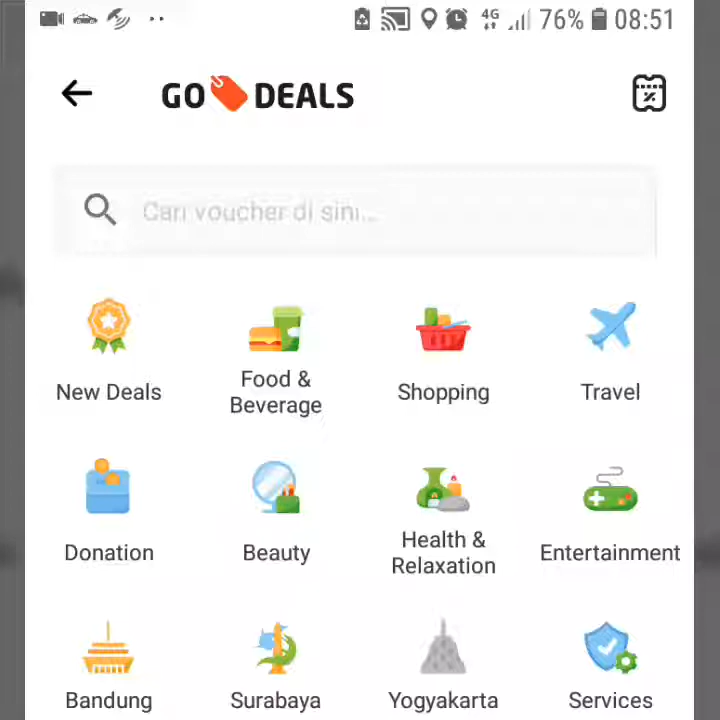 4G 76% 08:51
GO DEALS
Cari voucher di sini...
New Deals
Food &
Beverage
Shopping
Travel
Donation
Beauty
Health &
Relaxation
Entertainment
Bandung
Surabaya
Yogyakarta
Services